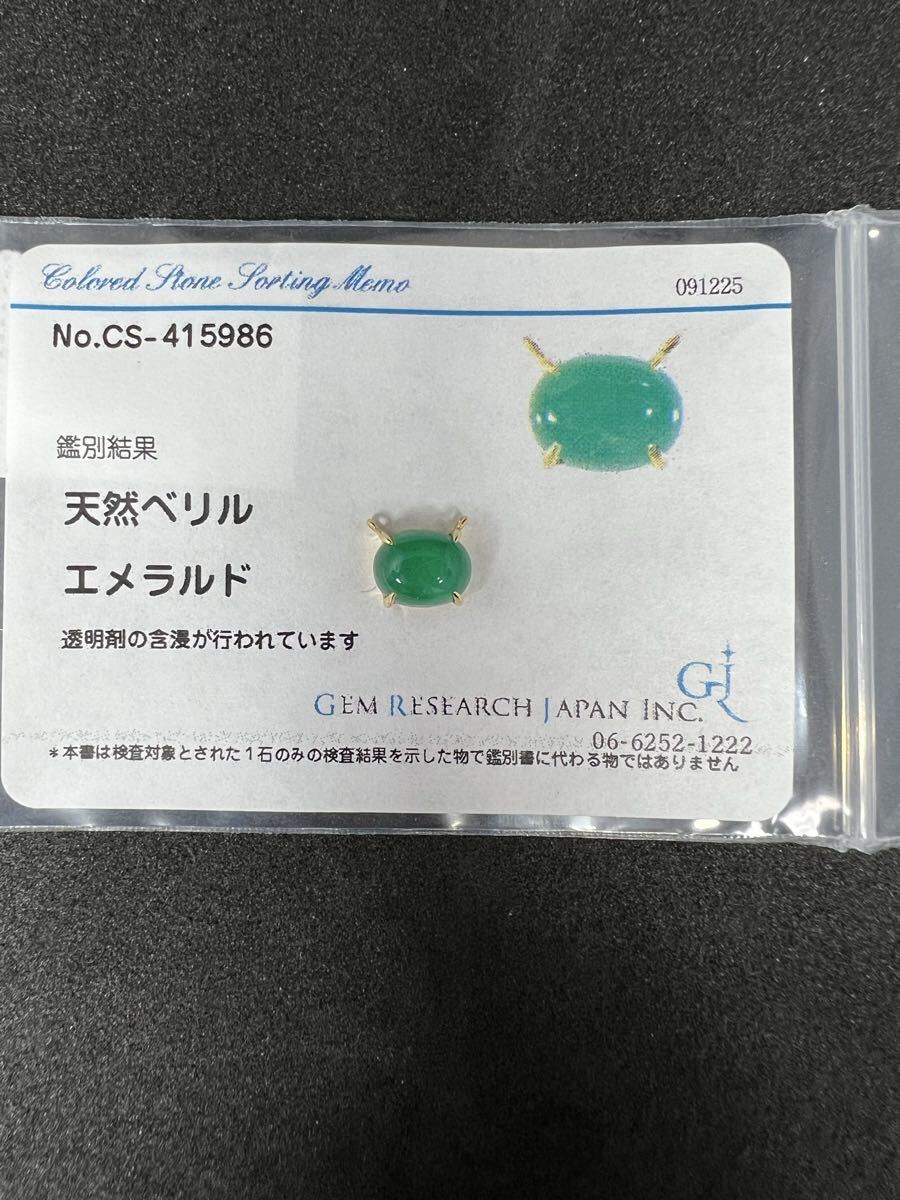 Colored Stone Sorting Memo
091225
No.CS-415986
鑑別結果
天然ベリル
エメラルド
透明剤の含浸が行われています
GJ
GEM RESEARCH JAPAN INC.
06-6252-1222
*本書は検査対象とされた1石のみの検査結果を示した物で鑑別書に代わる物ではありません